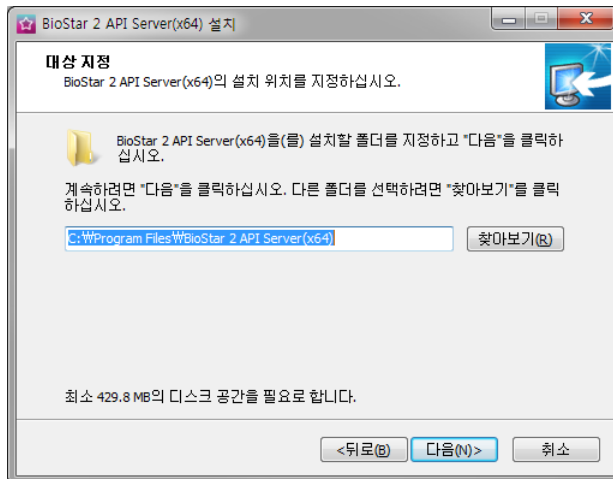 BioStar 2 API Server(x64) 설치
대상 지정
BioStar 2 API Server(x64)의 설치 위치를 지정하십시오.
BioStar 2 API Server(x64)을(를) 설치할 폴더를 지정하고 "다음"을 클릭하
십시오.
계속하려면 "다음"을 클릭하십시오. 다른 폴더를 선택하려면 "찾아보기"를 클릭
하십시오.
C:₩Program Files₩BioStar 2 API Server(x64)
찾아보기(R)
최소 429.8 MB의 디스크 공간을 필요로 합니다.
<뒤로(B)
다음(N)>
취소